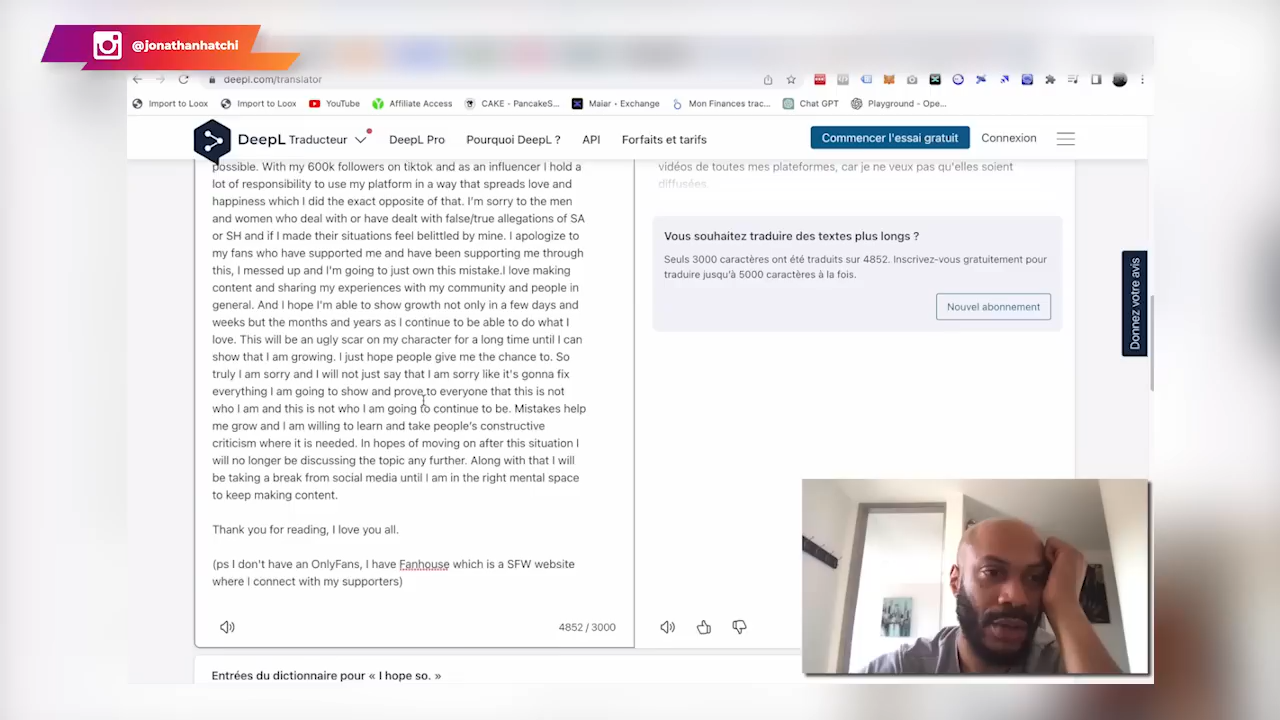 @jonathanhatchi
deepl.com/translator
Import to Loox
Import to Loox
YouTube
Affiliate Access
CAKE - PancakeS...
Maiar • Exchange
Mon Finances trac...
Chat GPT
Playground - Ope...
DeepL Traducteur
DeepL Pro
Pourquoi DeepL ?
API
Forfaits et tarifs
Commencer l'essai gratuit
Connexion
possible. With my 600k followers on tiktok and as an influencer I hold a
lot of responsibility to use my platform in a way that spreads love and
happiness which I did the exact opposite of that. I'm sorry to the men
and women who deal with or have dealt with false/true allegations of SA
or SH and if I made their situations feel belittled by mine. I apologize to
my fans who have supported me and have been supporting me through
this, I messed up and I'm going to just own this mistake.I love making
content and sharing my experiences with my community and people in
general. And I hope I'm able to show growth not only in a few days and
weeks but the months and years as I continue to be able to do what I
love. This will be an ugly scar on my character for a long time until I can
show that I am growing. I just hope people give me the chance to. So
truly I am sorry and I will not just say that I am sorry like it's gonna fix
everything I am going to show and prove to everyone that this is not
who I am and this is not who I am going to continue to be. Mistakes help
me grow and I am willing to learn and take people's constructive
criticism where it is needed. In hopes of moving on after this situation I
will no longer be discussing the topic any further. Along with that I will
be taking a break from social media until I am in the right mental space
to keep making content.
Thank you for reading, I love you all.
(ps I don't have an OnlyFans, I have Fanhouse which is a SFW website
where I connect with my supporters)
4852 / 3000
vidéos de toutes mes plateformes, car je ne veux pas qu'elles soient
diffusées.
Vous souhaitez traduire des textes plus longs ?
Seuls 3000 caractères ont été traduits sur 4852. Inscrivez-vous gratuitement pour
traduire jusqu'à 5000 caractères à la fois.
Nouvel abonnement
Donnez votre avis
Entrées du dictionnaire pour « I hope so. »